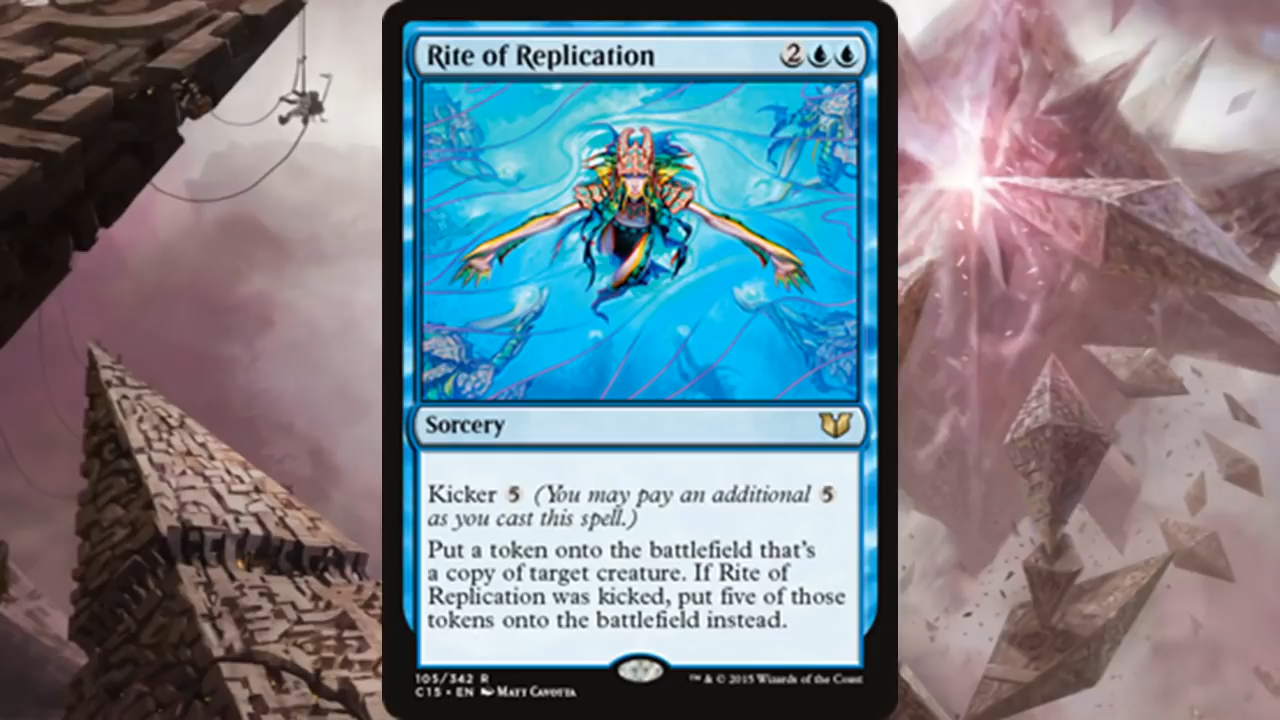 Rite of Replication 2
Sorcery
Kicker 5 (You may pay an additional 5
as you cast this spell.)
Put a token onto the battlefield that's
a copy of target creature. If Rite of
Replication was kicked, put five of those
tokens onto the battlefield instead.
105/342 R
C15 • EN Matt Cavotta
™ & © 2015 Wizards of the Coast